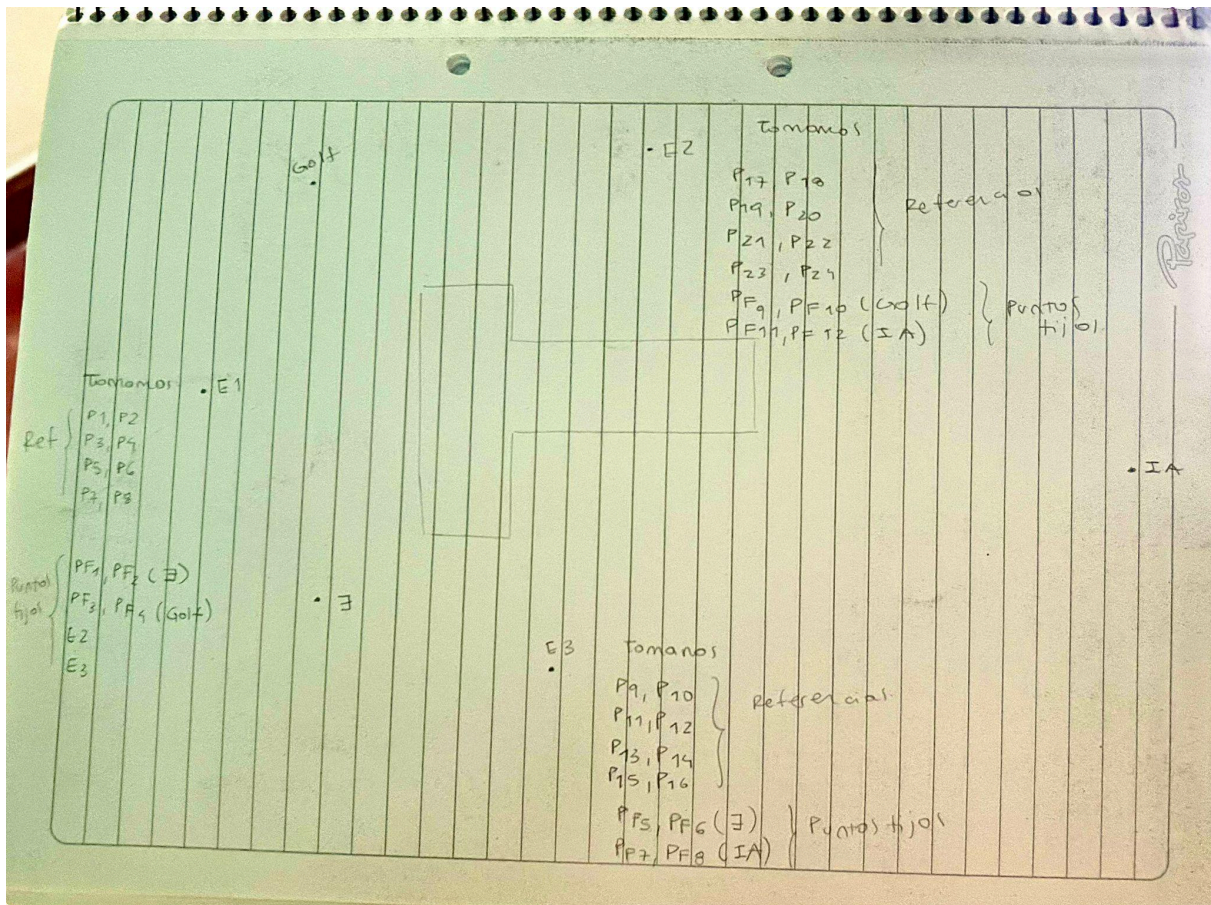 Golf
. E2
Tomamos
P17, P18
P19, P20
P21, P22
P23, P24
Referencias
PF9, PF10 (Golf)
PF11, PF12 (IA)
Puntos
fijos
Papiros
Tomamos
. E1
Ref
P1, P2
P3, P4
P5, P6
P7, P8
. IA
Puntos
fijos
PF1, PF2 (∃)
PF3, PF4 (Golf)
E2
E3
. ∃
E3
Tomamos
P9, P10
P11, P12
P13, P14
P15, P16
Referencias
PF5, PF6 (∃)
PF7, PF8 (IA)
Puntos fijos